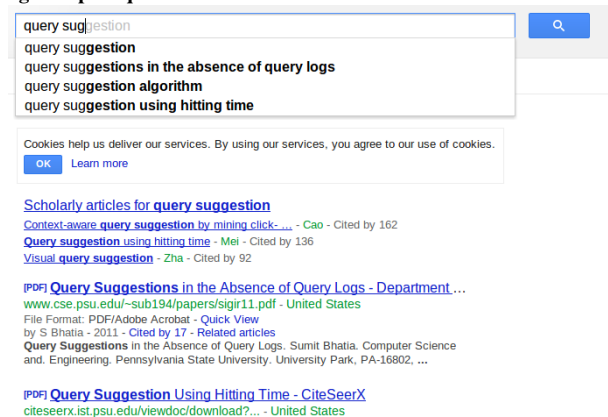 query suggestion
query suggestion
query suggestions in the absence of query logs
query suggestion algorithm
query suggestion using hitting time
Cookies help us deliver our services. By using our services, you agree to our use of cookies.
OK Learn more
Scholarly articles for query suggestion
Context-aware query suggestion by mining click- ... - Cao - Cited by 162
Query suggestion using hitting time - Mei - Cited by 136
Visual query suggestion - Zha - Cited by 92
[PDF] Query Suggestions in the Absence of Query Logs - Department ...
www.cse.psu.edu/~sub194/papers/sigir11.pdf - United States
File Format: PDF/Adobe Acrobat - Quick View
by S Bhatia - 2011 - Cited by 17 - Related articles
Query Suggestions in the Absence of Query Logs. Sumit Bhatia. Computer Science
and. Engineering. Pennsylvania State University. University Park, PA-16802, ...
[PDF] Query Suggestion Using Hitting Time - CiteSeerX
citeseerx.ist.psu.edu/viewdoc/download?... - United States